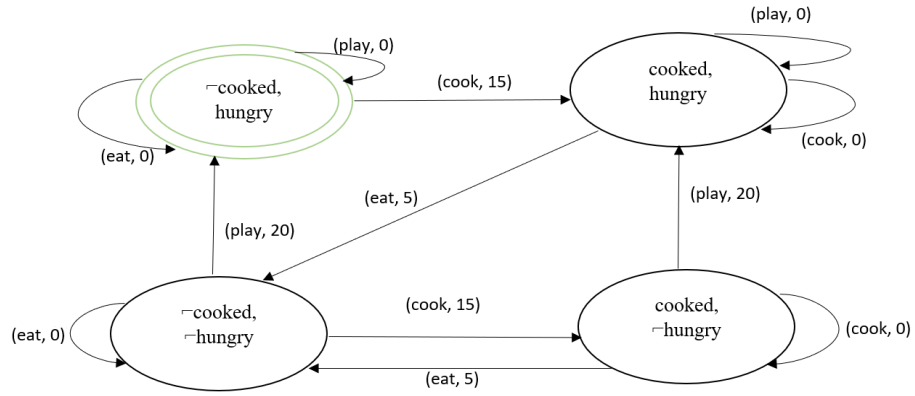 (play, 0)
(play, 0)
¬cooked,
hungry
(cook, 15)
cooked,
hungry
(eat, 0)
(cook, 0)
(eat, 5)
(play, 20)
(play, 20)
¬cooked,
¬hungry
(cook, 15)
cooked,
¬hungry
(eat, 0)
(cook, 0)
(eat, 5)